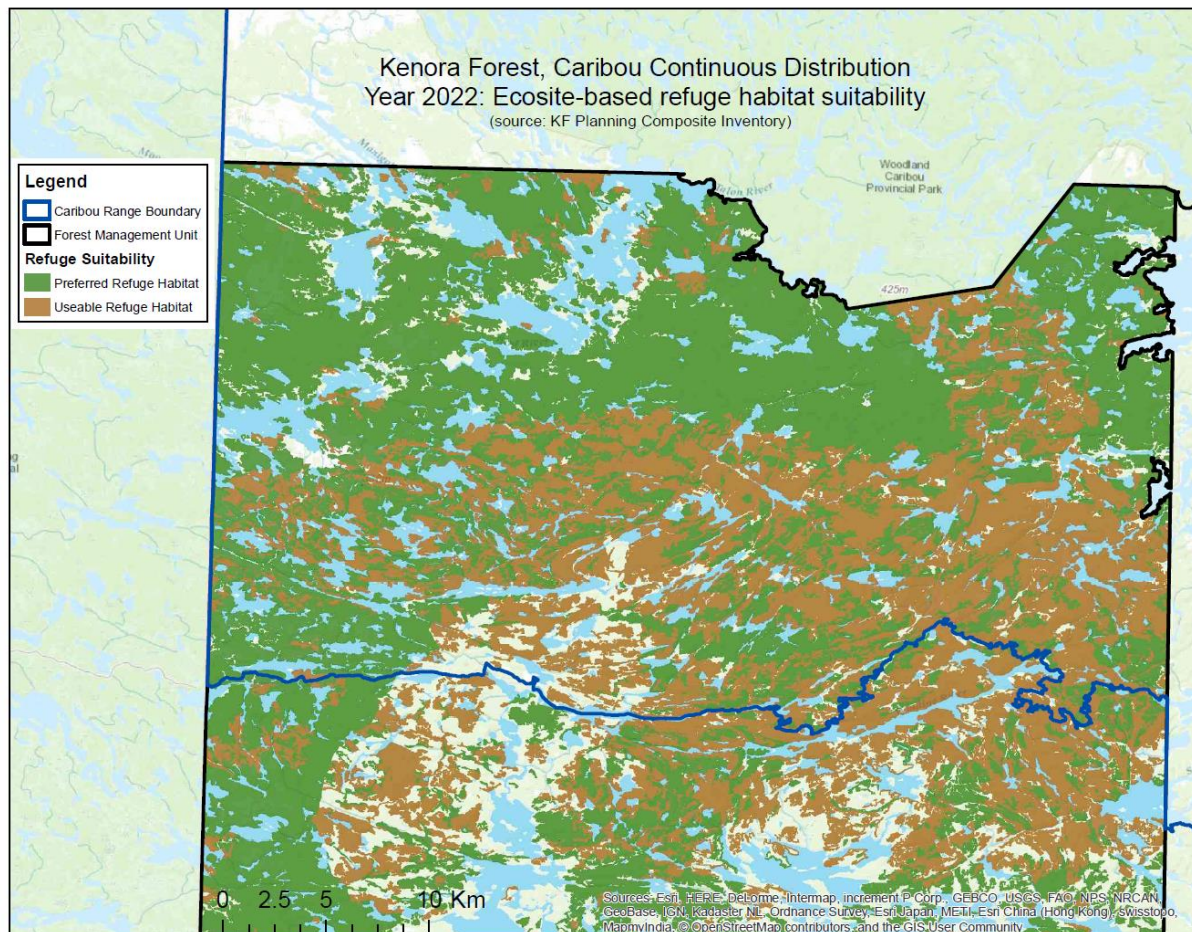 Kenora Forest, Caribou Continuous Distribution
Year 2022: Ecosite-based refuge habitat suitability
(source: KF Planning Composite Inventory)
Woodland
Caribou
Provincial Park
425m
Legend
Caribou Range Boundary
Forest Management Unit
Refuge Suitability
Preferred Refuge Habitat
Useable Refuge Habitat
0 2.5 5 10 Km
Sources: Esri, HERE, DeLorme, Intermap, increment P Corp., GEBCO, USGS, FAO, NPS, NRCAN,
GeoBase, IGN, Kadaster NL, Ordnance Survey, Esri Japan, METI, Esri China (Hong Kong), swisstopo,
MapmyIndia, © OpenStreetMap contributors, and the GIS User Community